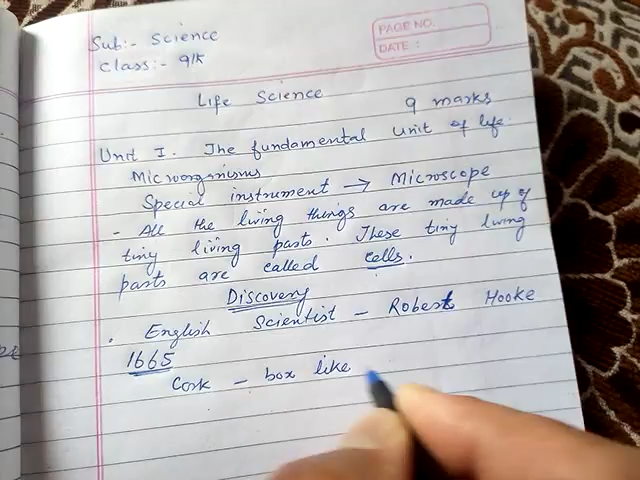 PAGE NO.
DATE :
Sub:- Science
Class:- 9th
Life Science 9 marks
Unit I. The fundamental unit of life.
Microorganisms
Special instrument → Microscope
- All the living things are made up of
tiny living parts. These tiny living
parts are called cells.
Discovery
. English Scientist - Robert Hooke
1665
Cork - box like